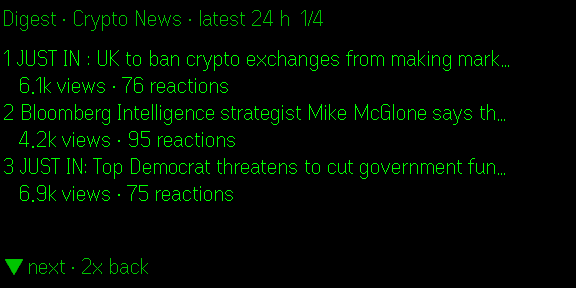 Digest · Crypto News · latest 24 h 1/4
1 JUST IN : UK to ban crypto exchanges from making mark...
6.1k views · 76 reactions
2 Bloomberg Intelligence strategist Mike McGlone says th...
4.2k views · 95 reactions
3 JUST IN: Top Democrat threatens to cut government fun...
6.9k views · 75 reactions
▼ next · 2x back